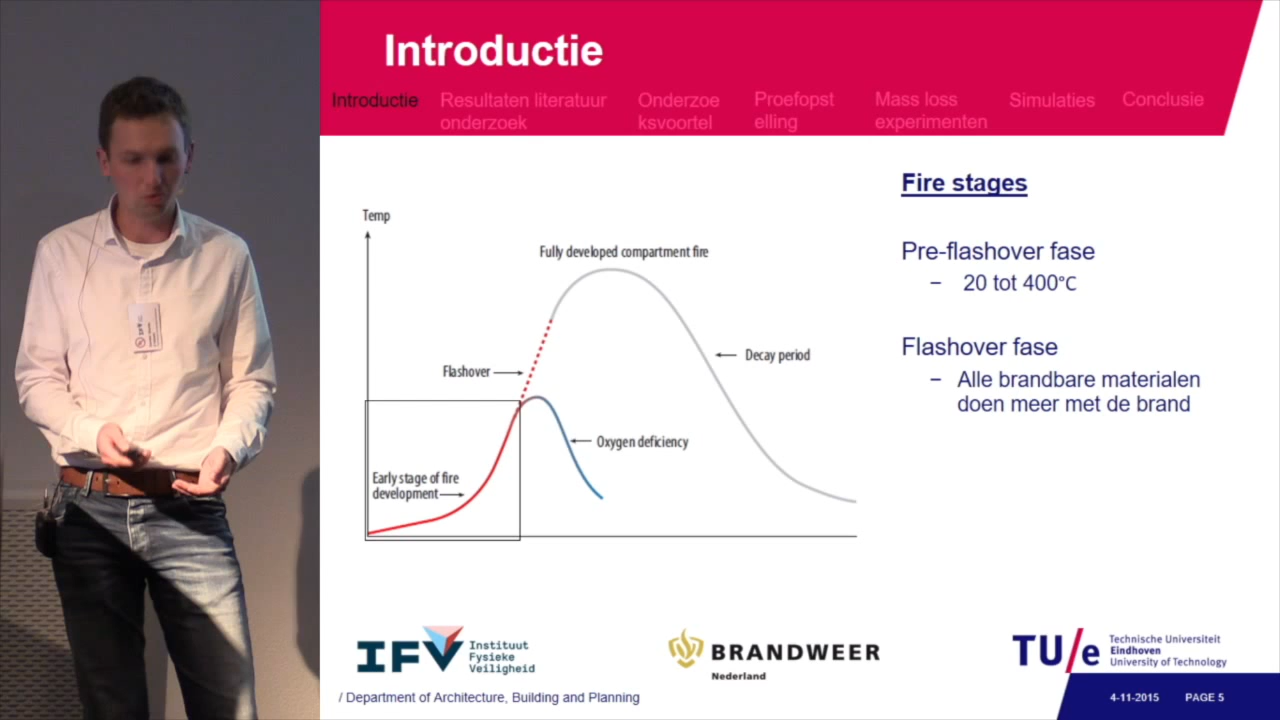 Introductie
Introductie
Resultaten literatuur
onderzoek
Onderzoe
ksvoortel
Proefopst
elling
Mass loss
experimenten
Simulaties
Conclusie
Fire stages
Pre-flashover fase
− 20 tot 400°C
Flashover fase
− Alle brandbare materialen
doen meer met de brand
Temp
Fully developed compartment fire
Flashover
Decay period
Oxygen deficiency
Early stage of fire
development
IFV
Instituut
Fysieke
Veiligheid
BRANDWEER
Nederland
TU/e
Technische Universiteit
Eindhoven
University of Technology
/ Department of Architecture, Building and Planning
4-11-2015
PAGE 5
IFV